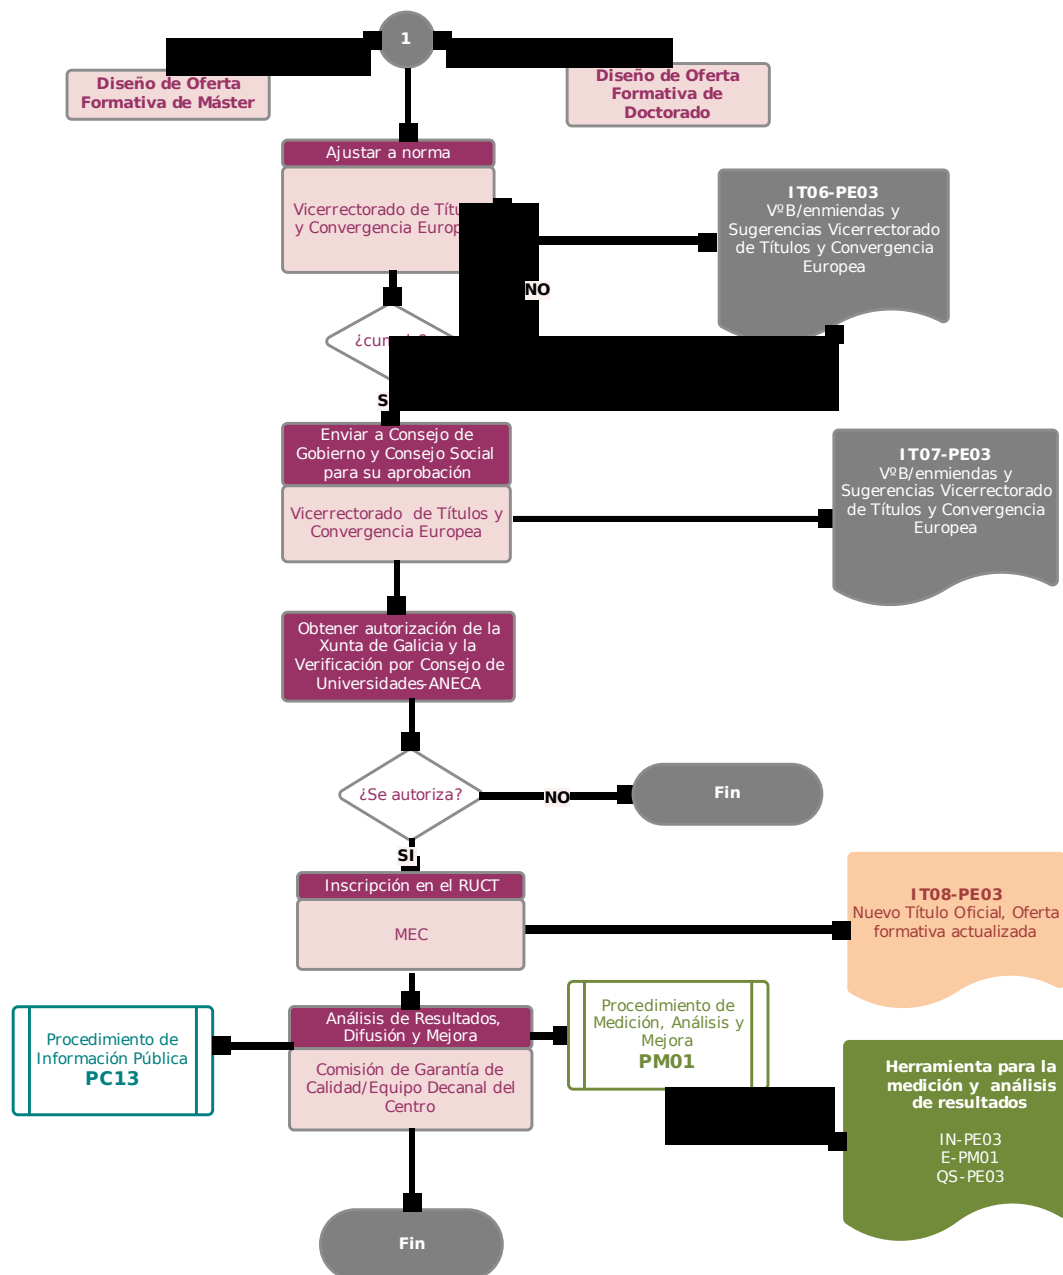 1
Diseño de Oferta
Formativa de Máster
Diseño de Oferta
Formativa de
Doctorado
Ajustar a norma
Vicerrectorado de
y Convergencia
IT06-PE03
VºB/enmiendas y
Sugerencias Vicerrectorado
de Títulos y Convergencia
Europea
NO
Enviar a Consejo de
Gobierno y Consejo Social
para su aprobación
Vicerrectorado de Títulos y
Convergencia Europea
IT07-PE03
VºB/enmiendas y
Sugerencias Vicerrectorado
de Títulos y Convergencia
Europea
Obtener autorización de la
Xunta de Galicia y la
Verificación por Consejo de
Universidades-ANECA
¿Se autoriza?
NO
Fin
SI
Inscripción en el RUCT
MEC
IT08-PE03
Nuevo Título Oficial, Oferta
formativa actualizada
Análisis de Resultados,
Difusión y Mejora
Comisión de Garantía de
Calidad/Equipo Decanal del
Centro
Procedimiento de
Información Pública
PC13
Procedimiento de
Medición, Análisis y
Mejora
PM01
Herramienta para la
medición y análisis
de resultados
IN-PE03
E-PM01
QS-PE03
Fin